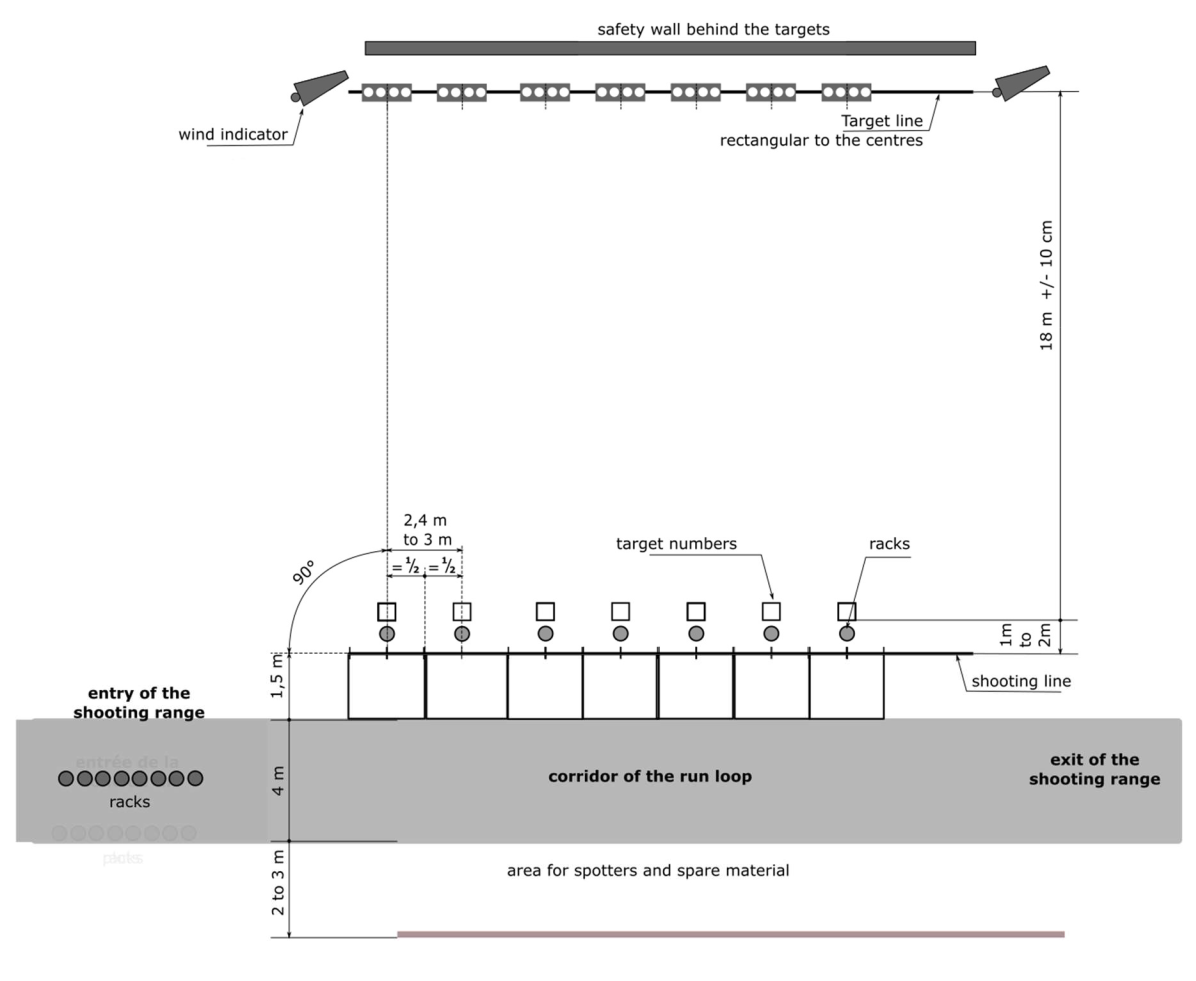 safety wall behind the targets
wind indicator
Target line
rectangular to the centres
18 m +/- 10 cm
2,4 m
to 3 m
=½ =½
90°
target numbers
racks
1m
to
2m
1,5 m
shooting line
entry of the
shooting range
entrée de la
racks
4 m
corridor of the run loop
exit of the
shooting range
2 to 3 m
area for spotters and spare material